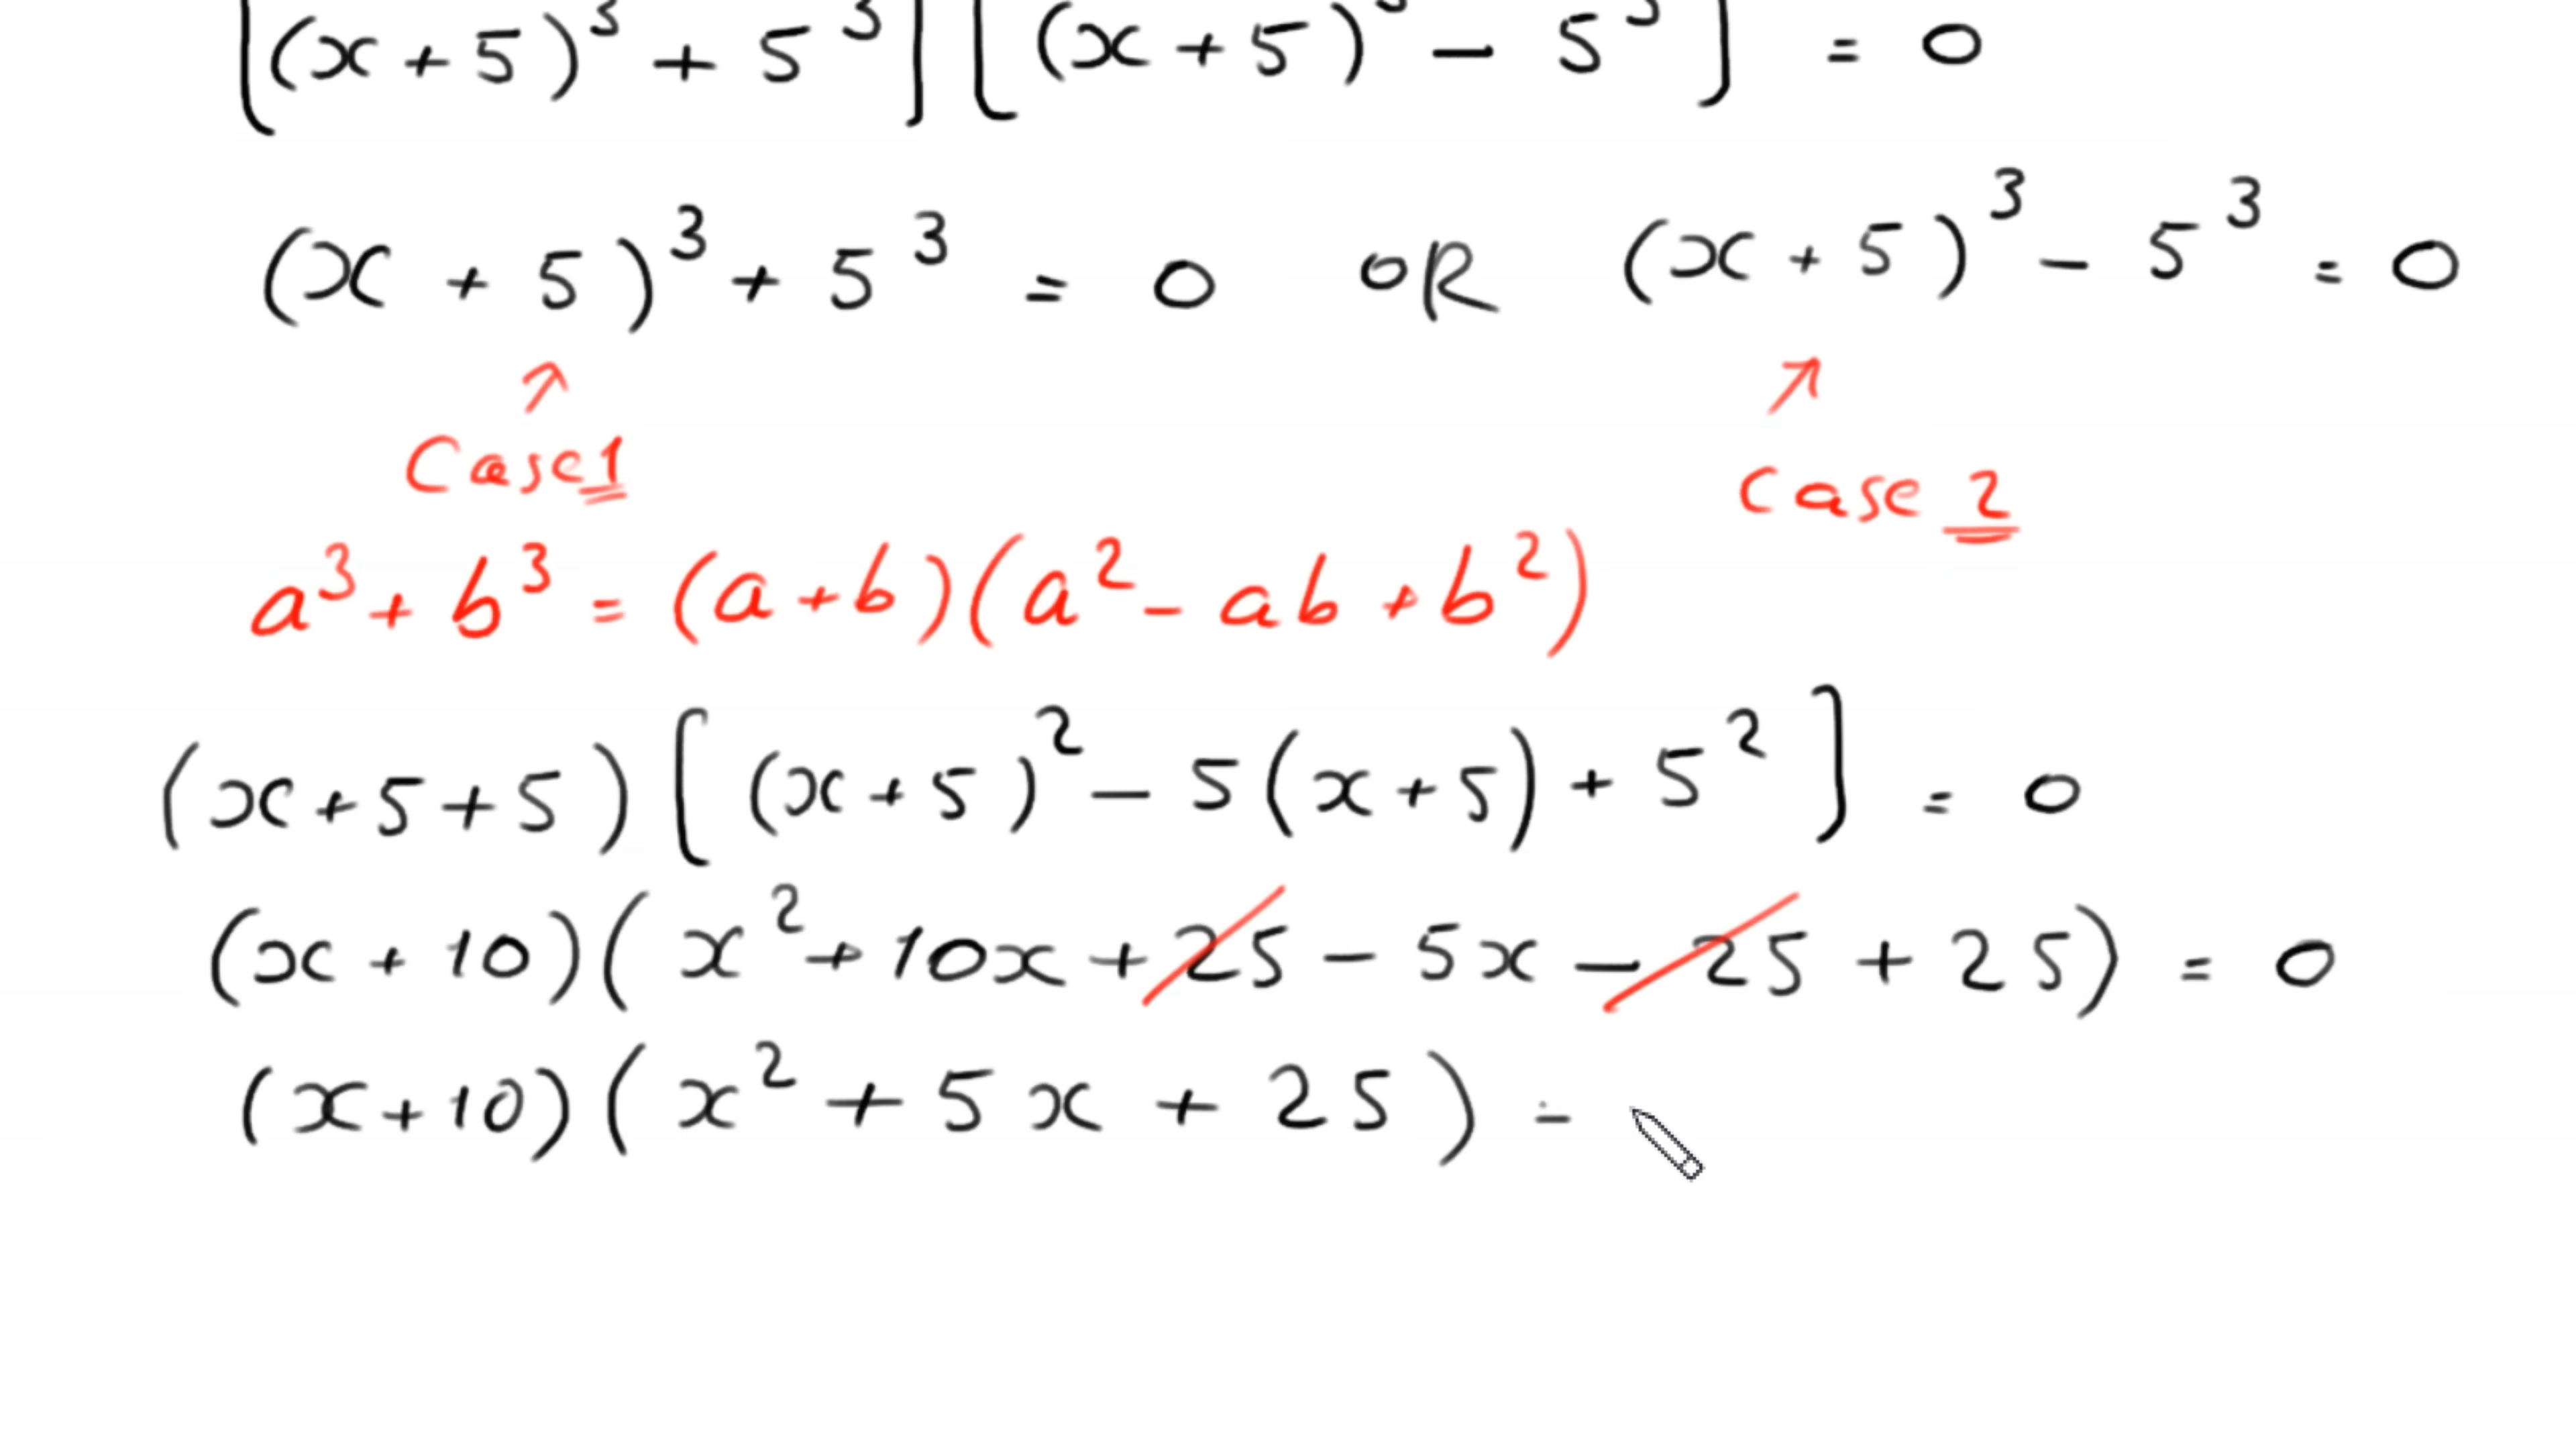 [(x + 5)³ + 5³] [(x + 5)³ - 5³] = 0
(x + 5)³ + 5³ = 0 OR (x + 5)³ - 5³ = 0
Case 1 Case 2
a³ + b³ = (a + b)(a² - ab + b²)
(x + 5 + 5)[(x + 5)² - 5(x + 5) + 5²] = 0
(x + 10)(x² + 10x + 25 - 5x - 25 + 25) = 0
(x + 10)(x² + 5x + 25) =